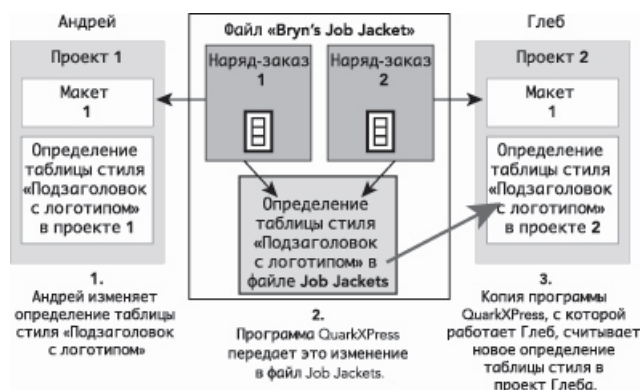 Андрей
Проект 1
Макет
1
Определение
таблицы стиля
«Подзаголовок
с логотипом»
в проекте 1
1.
Андрей изменяет
определение таблицы
стиля «Подзаголовок
с логотипом»
Файл «Bryn's Job Jacket»
Наряд-заказ
1
Наряд-заказ
2
Определение
таблицы стиля
«Подзаголовок
с логотипом» в
файле Job Jackets
2.
Программа QuarkXPress
передает это изменение
в файл Job Jackets.
Глеб
Проект 2
Макет
1
Определение
таблицы стиля
«Подзаголовок
с логотипом»
в проекте 2
3.
Копия программы
QuarkXPress, с которой
работает Глеб, считывает
новое определение
таблицы стиля в
проект Глеба.